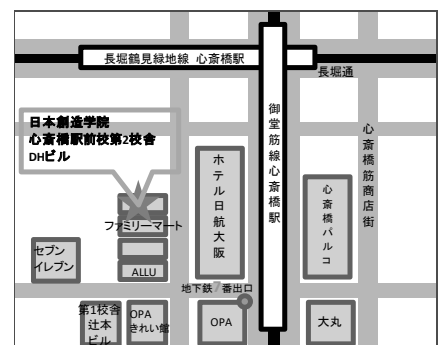 長堀鶴見緑地線 心斎橋駅
長堀通
日本創造学院
心斎橋駅前校第2校舎
DHビル
御堂筋線心斎橋駅
心斎橋筋商店街
ホテル日航大阪
心斎橋パルコ
ファミリーマート
セブン
イレブン
ALLU
地下鉄7番出口
第1校舎
辻本
ビル
OPA
きれい館
OPA
大丸